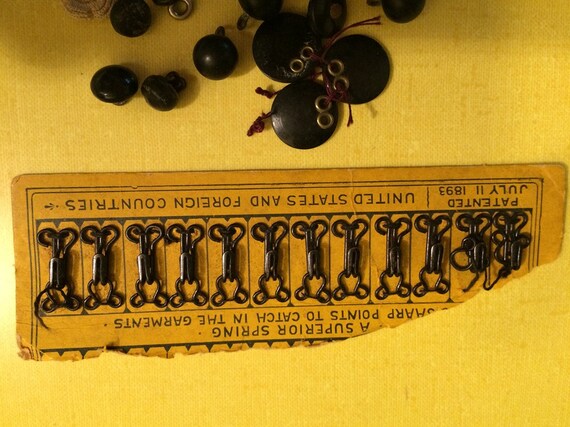 A SUPERIOR SPRING
SHARP POINTS TO CATCH IN THE GARMENTS
PATENTED
JULY 11 1893
UNITED STATES AND FOREIGN COUNTRIES